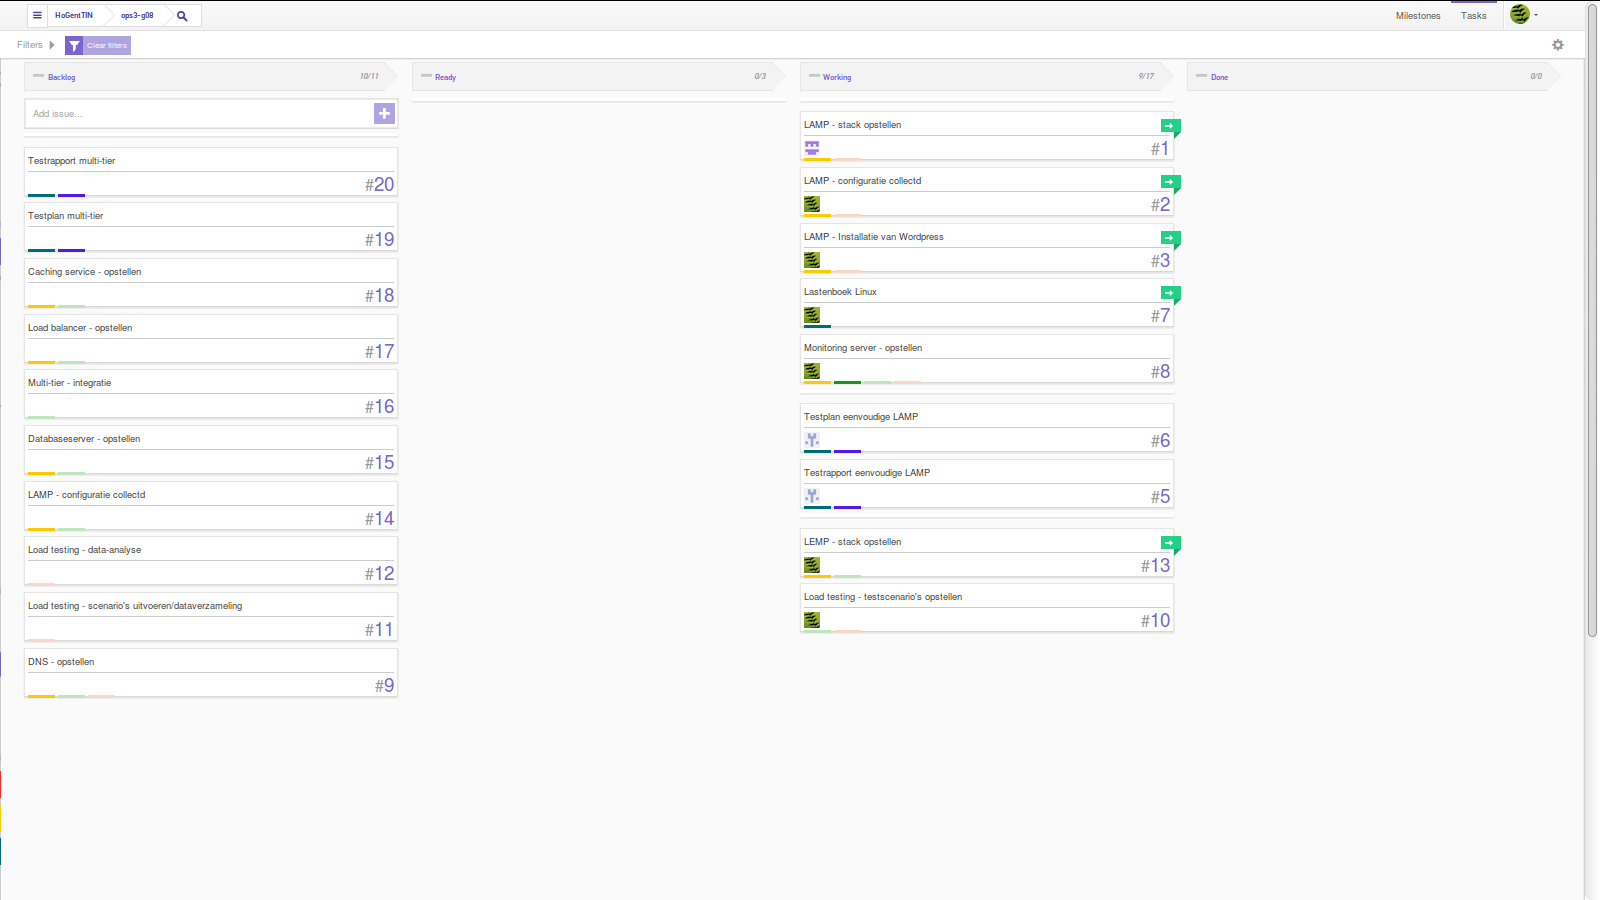 HoGentTIN
ops3-g08
Milestones
Tasks
Filters
Clear filters
Backlog
10/11
Ready
0/3
Working
9/17
Done
0/0
Add issue...
Testrapport multi-tier
#20
Testplan multi-tier
#19
Caching service - opstellen
#18
Load balancer - opstellen
#17
Multi-tier - integratie
#16
Databaseserver - opstellen
#15
LAMP - configuratie collectd
#14
Load testing - data-analyse
#12
Load testing - scenario's uitvoeren/dataverzameling
#11
DNS - opstellen
#9
LAMP - stack opstellen
#1
LAMP - configuratie collectd
#2
LAMP - Installatie van Wordpress
#3
Lastenboek Linux
#7
Monitoring server - opstellen
#8
Testplan eenvoudige LAMP
#6
Testrapport eenvoudige LAMP
#5
LEMP - stack opstellen
#13
Load testing - testscenario's opstellen
#10